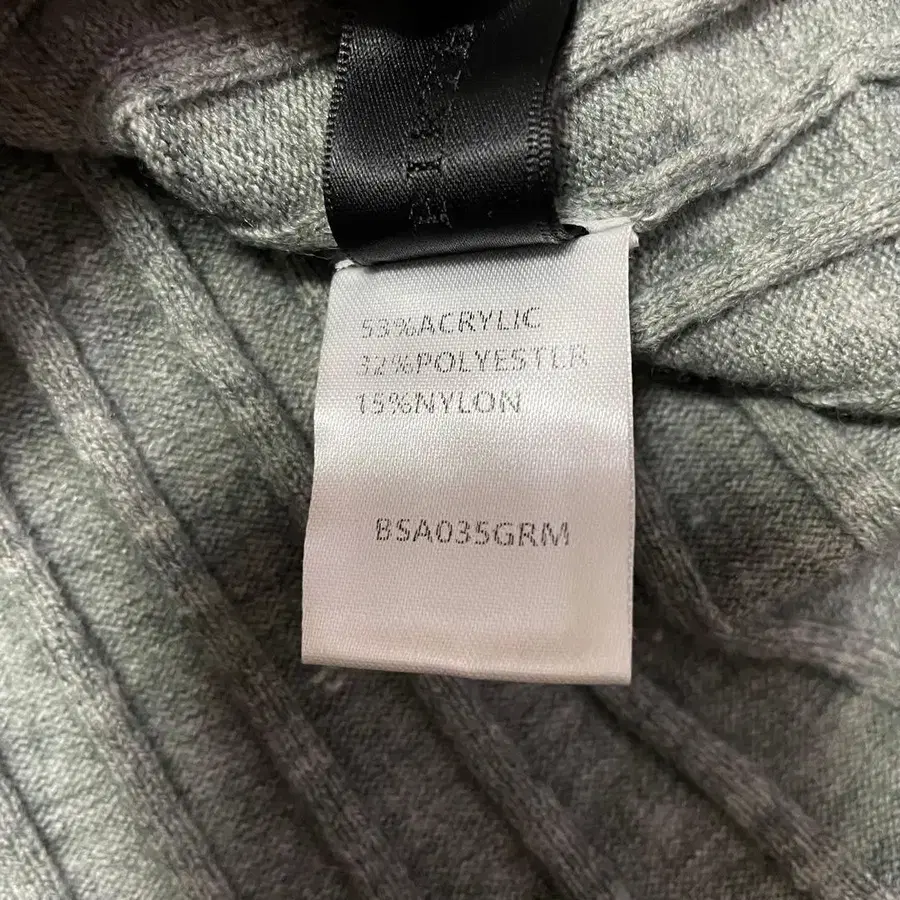 53%ACRYLIC
32%POLYESTER
15%NYLON
BSA035GRM